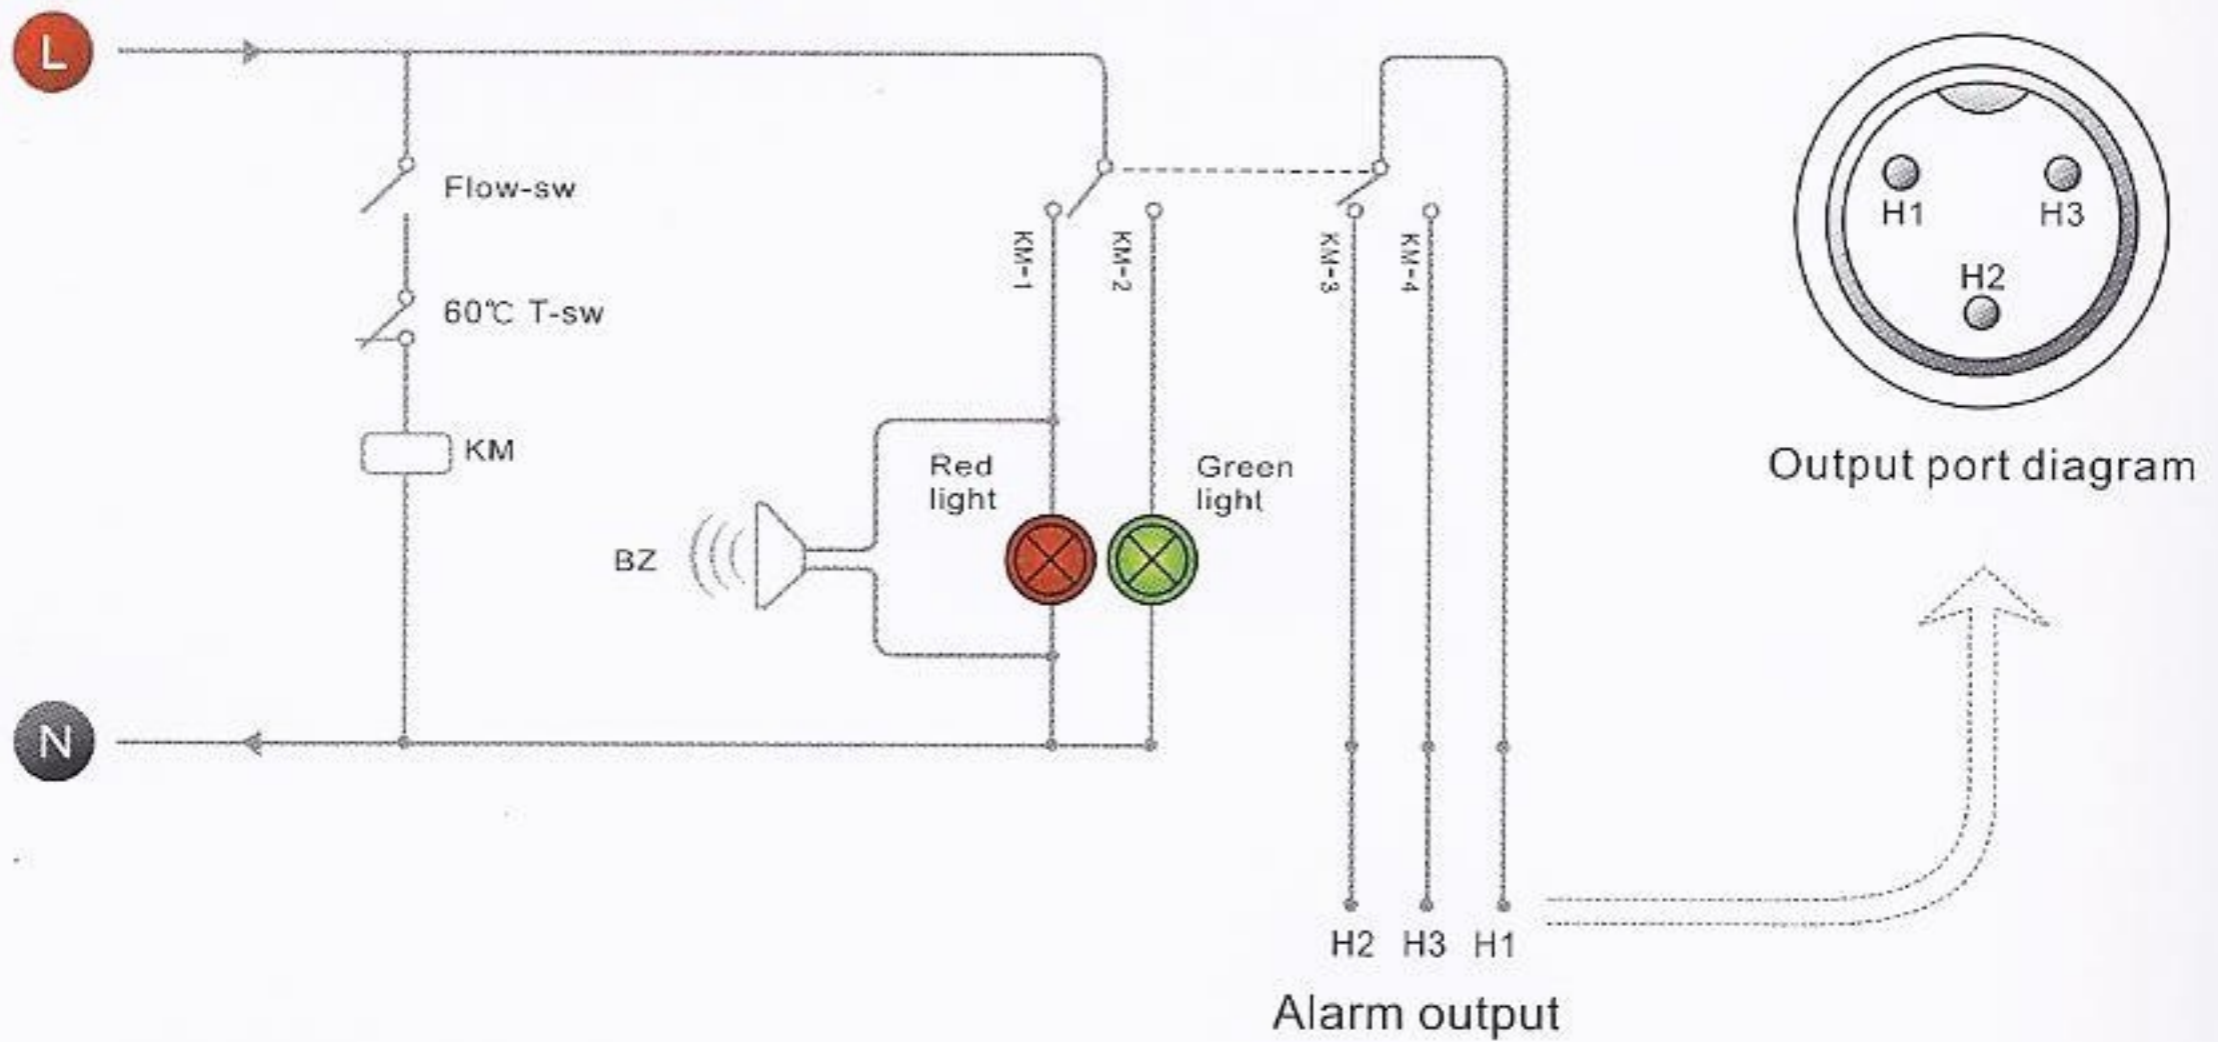 L
Flow-sw
60℃ T-sw
KM
KM-1
KM-2
KM-3
KM-4
H1
H3
H2
Output port diagram
Red
light
Green
light
BZ
N
H2 H3 H1
Alarm output